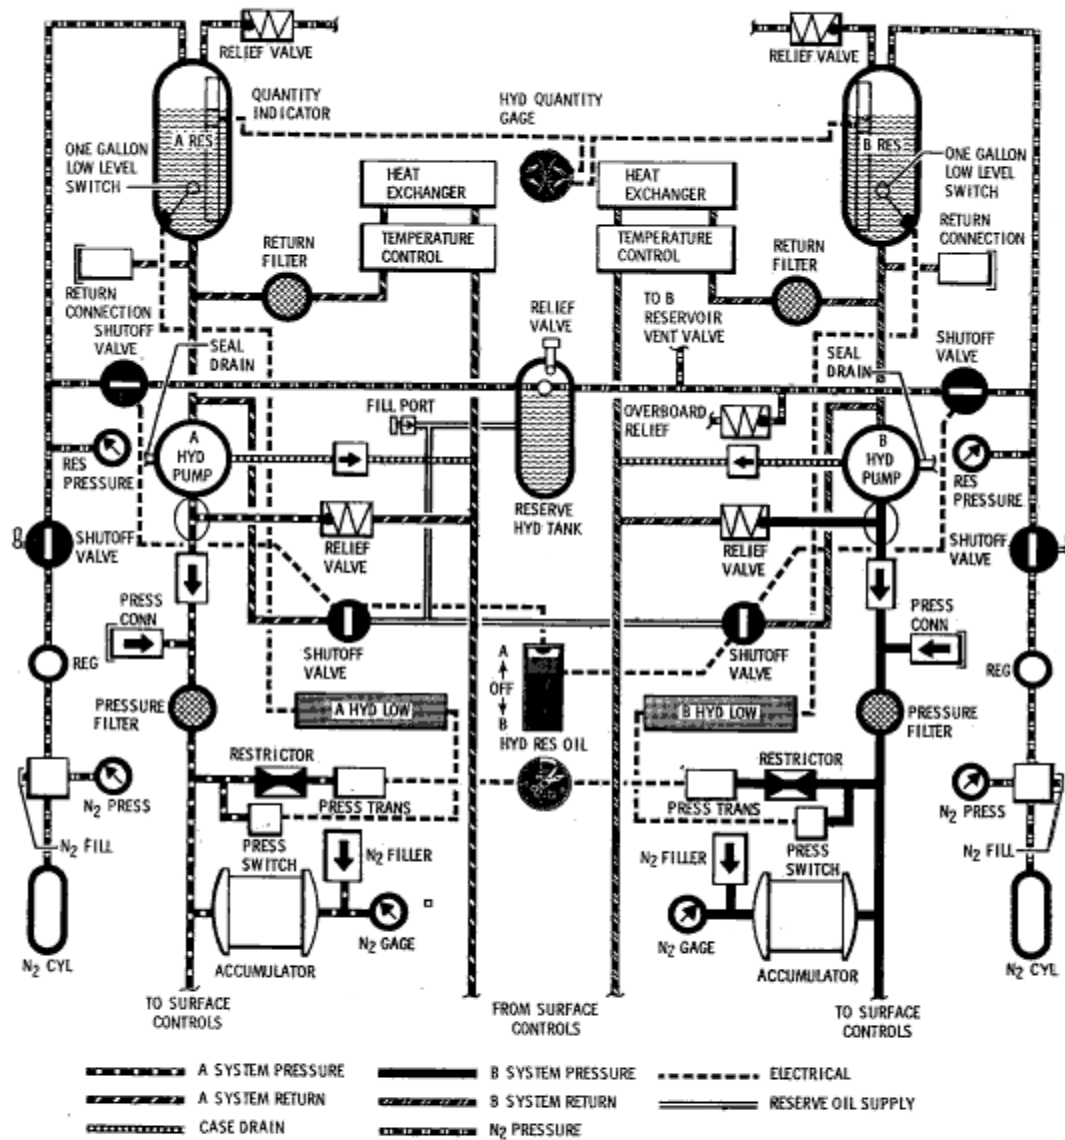 RELIEF VALVE
RELIEF VALVE
QUANTITY
INDICATOR
HYD QUANTITY
GAGE
A RES
B RES
ONE GALLON
LOW LEVEL
SWITCH
ONE GALLON
LOW LEVEL
SWITCH
HEAT
EXCHANGER
HEAT
EXCHANGER
RETURN
FILTER
TEMPERATURE
CONTROL
TEMPERATURE
CONTROL
RETURN
FILTER
RETURN
CONNECTION
RETURN
CONNECTION
SHUTOFF
VALVE
SEAL
DRAIN
RELIEF
VALVE
TO B
RESERVOIR
VENT VALVE
SEAL
DRAIN
SHUTOFF
VALVE
FILL PORT
OVERBOARD
RELIEF
A
HYD
PUMP
B
HYD
PUMP
RES
PRESSURE
RES
PRESSURE
RESERVE
HYD TANK
SHUTOFF
VALVE
RELIEF
VALVE
RELIEF
VALVE
SHUTOFF
VALVE
PRESS
CONN
PRESS
CONN
SHUTOFF
VALVE
A
OFF
B
SHUTOFF
VALVE
REG
REG
PRESSURE
FILTER
A HYD LOW
HYD RES OIL
B HYD LOW
PRESSURE
FILTER
RESTRICTOR
RESTRICTOR
N2 PRESS
PRESS TRANS
PRESS TRANS
N2 PRESS
N2 FILL
PRESS
SWITCH
N2 FILLER
N2 FILLER
PRESS
SWITCH
N2 FILL
N2 GAGE
N2 GAGE
N2 CYL
ACCUMULATOR
ACCUMULATOR
N2 CYL
TO SURFACE
CONTROLS
FROM SURFACE
CONTROLS
TO SURFACE
CONTROLS
A SYSTEM PRESSURE
B SYSTEM PRESSURE
ELECTRICAL
A SYSTEM RETURN
B SYSTEM RETURN
RESERVE OIL SUPPLY
CASE DRAIN
N2 PRESSURE